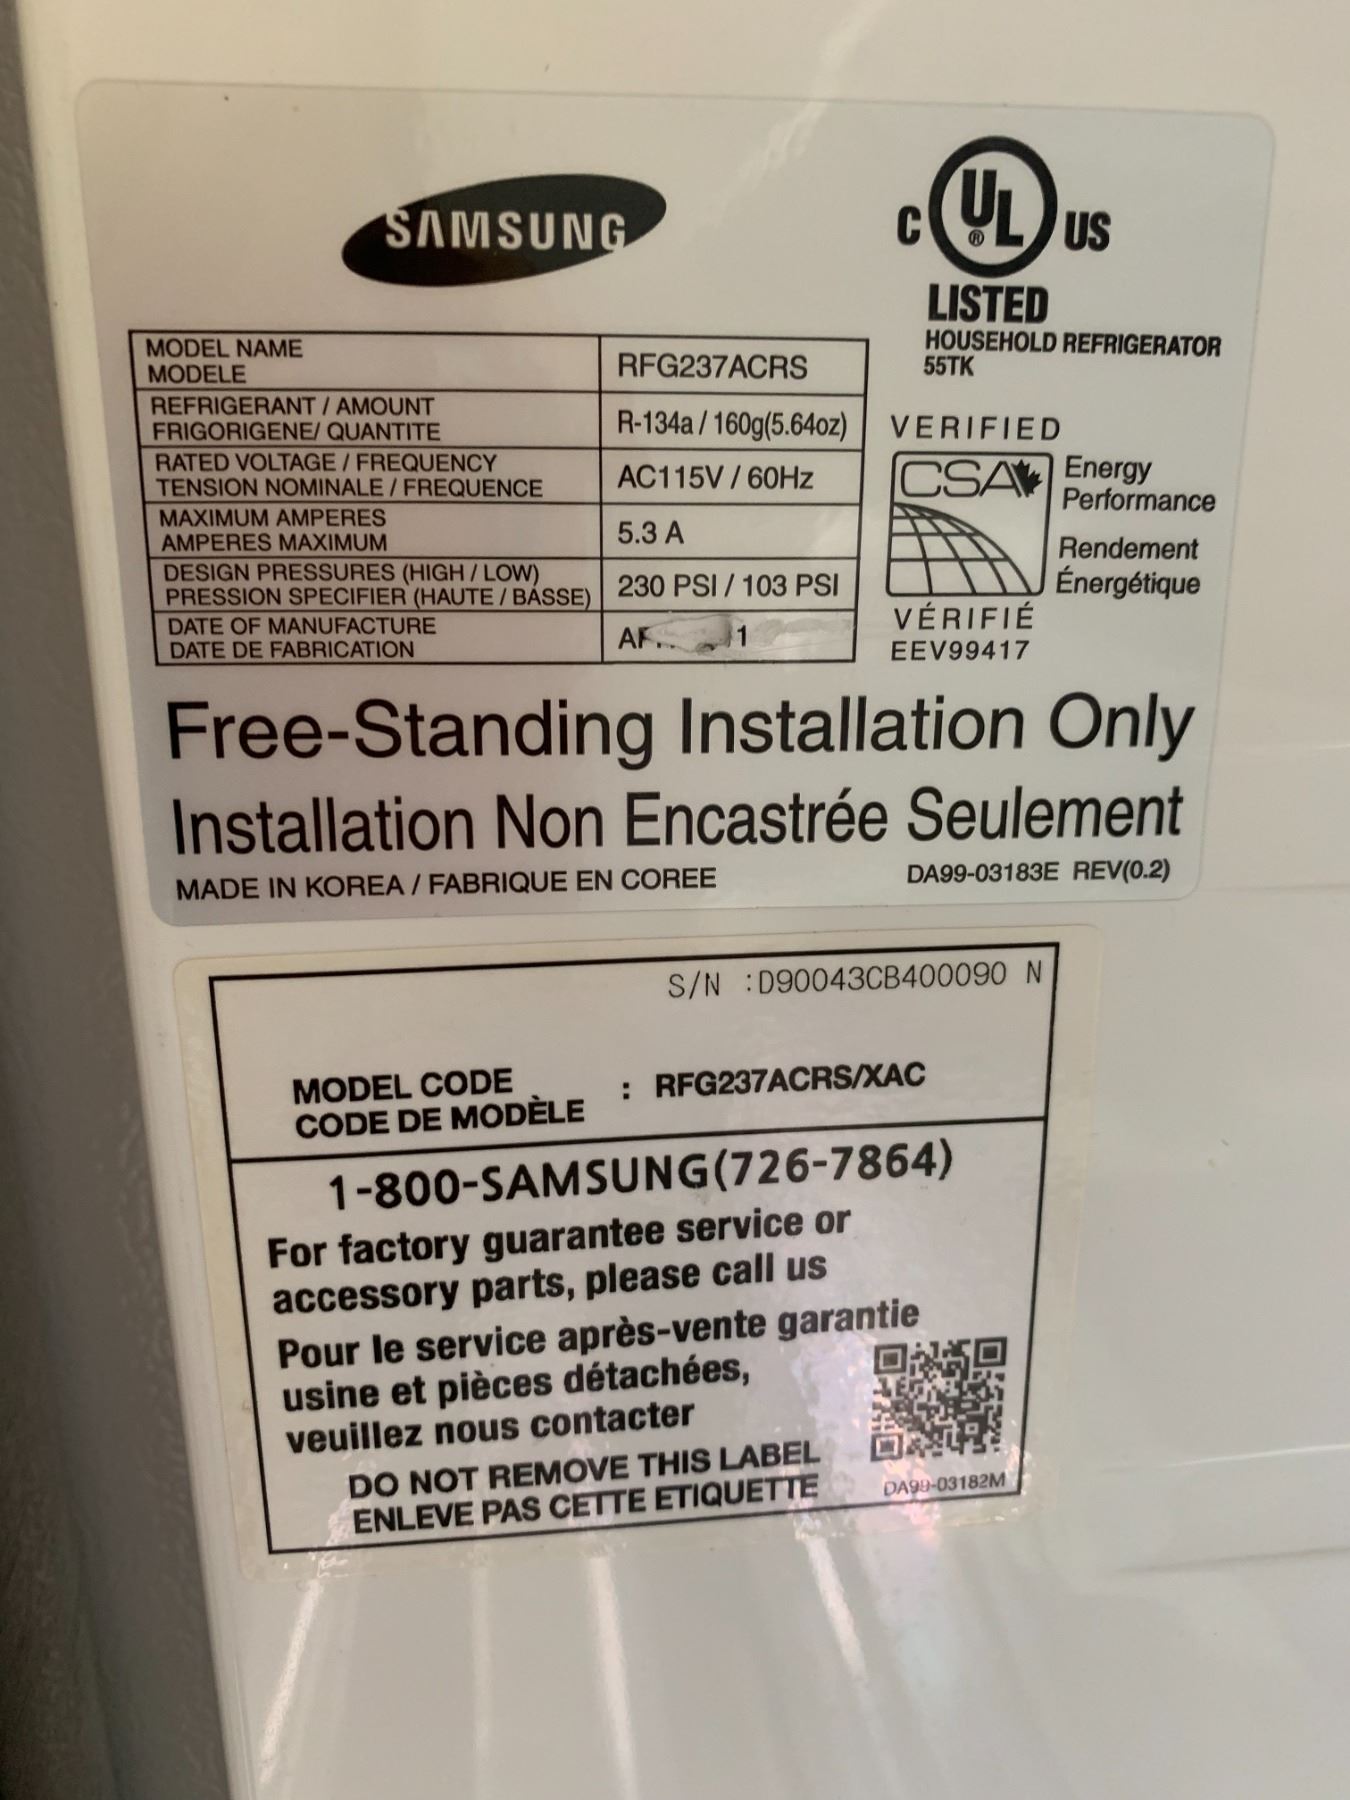 SAMSUNG
C UL ® US
LISTED
HOUSEHOLD REFRIGERATOR
55TK
MODEL NAME
MODELE
RFG237ACRS
REFRIGERANT / AMOUNT
FRIGORIGENE/ QUANTITE
R-134a / 160g(5.64oz)
RATED VOLTAGE / FREQUENCY
TENSION NOMINALE / FREQUENCE
AC115V / 60Hz
MAXIMUM AMPERES
AMPERES MAXIMUM
5.3 A
DESIGN PRESSURES (HIGH / LOW)
PRESSION SPECIFIER (HAUTE / BASSE)
230 PSI / 103 PSI
DATE OF MANUFACTURE
DATE DE FABRICATION
VERIFIED
CSA
Energy
Performance
Rendement
Énergétique
VÉRIFIÉ
EEV99417
Free-Standing Installation Only
Installation Non Encastrée Seulement
MADE IN KOREA / FABRIQUE EN COREE
DA99-03183E REV(0.2)
S/N :D90043CB400090 N
MODEL CODE
CODE DE MODÈLE
: RFG237ACRS/XAC
1-800-SAMSUNG(726-7864)
For factory guarantee service or
accessory parts, please call us
Pour le service après-vente garantie
usine et pièces détachées,
veuillez nous contacter
DO NOT REMOVE THIS LABEL
ENLEVE PAS CETTE ETIQUETTE
DA99-03182M